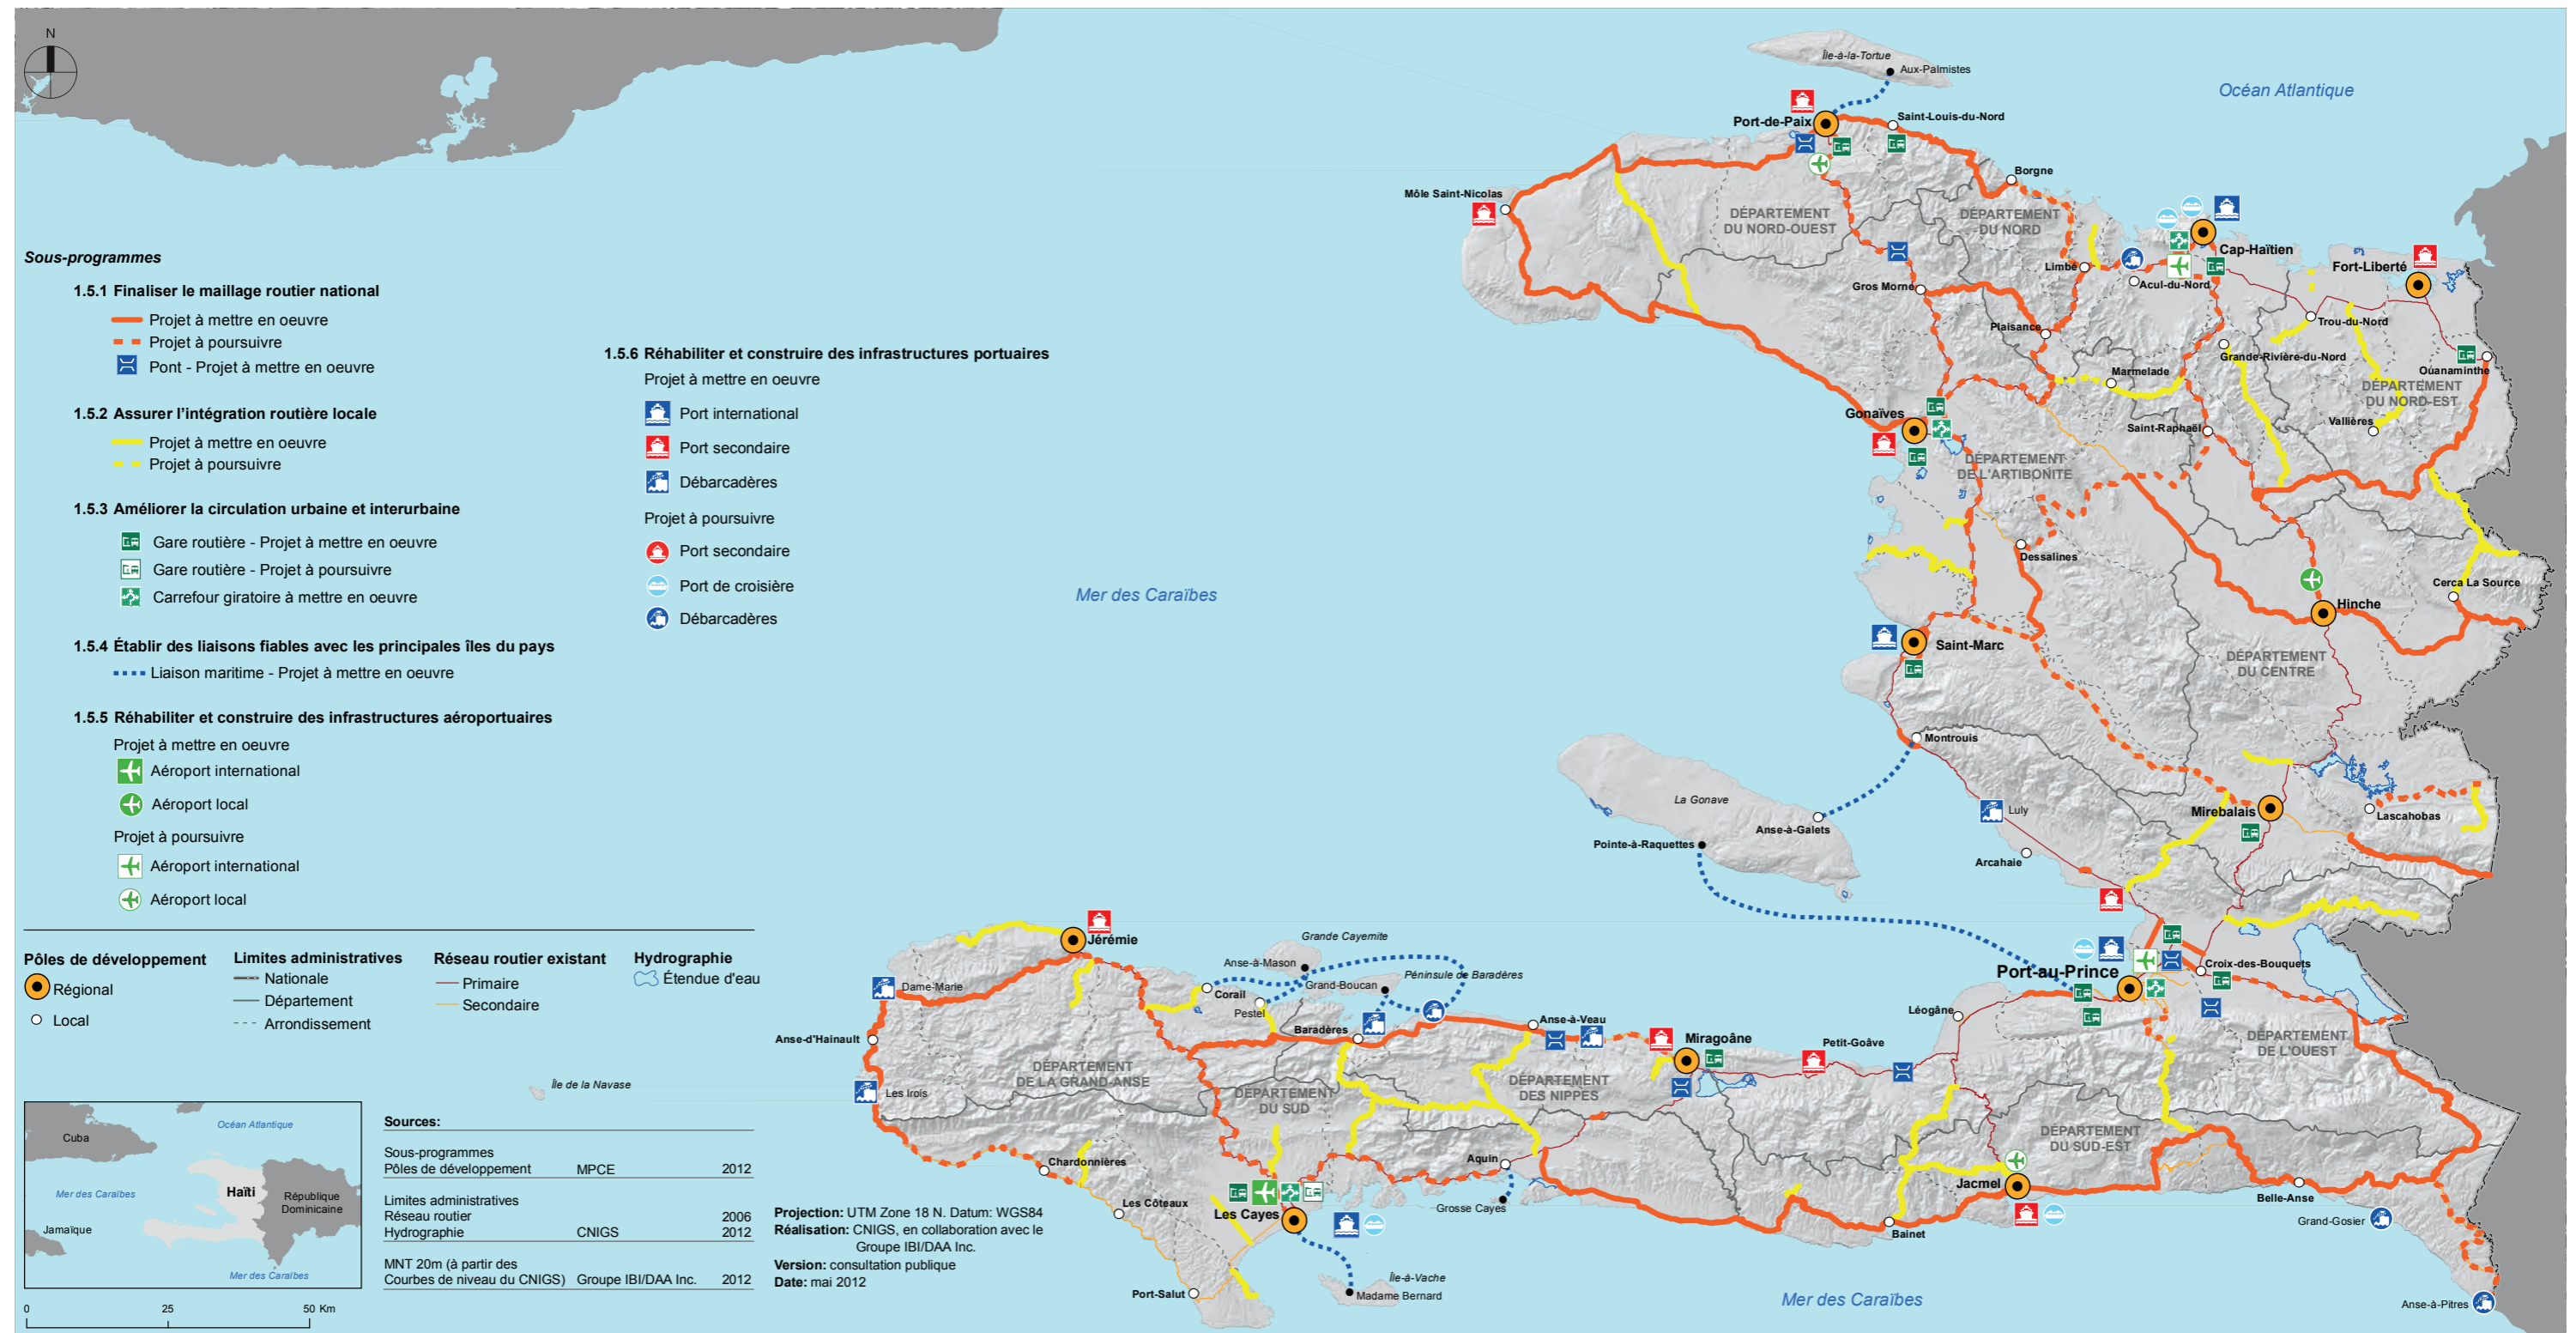 N
Sous-programmes
1.5.1 Finaliser le maillage routier national
Projet à mettre en oeuvre
Projet à poursuivre
Pont - Projet à mettre en oeuvre
1.5.2 Assurer l'intégration routière locale
Projet à mettre en oeuvre
Projet à poursuivre
1.5.3 Améliorer la circulation urbaine et interurbaine
Gare routière - Projet à mettre en oeuvre
Gare routière - Projet à poursuivre
Carrefour giratoire à mettre en oeuvre
1.5.4 Établir des liaisons fiables avec les principales îles du pays
Liaison maritime - Projet à mettre en oeuvre
1.5.5 Réhabiliter et construire des infrastructures aéroportuaires
Projet à mettre en oeuvre
Aéroport international
Aéroport local
Projet à poursuivre
Aéroport international
Aéroport local
1.5.6 Réhabiliter et construire des infrastructures portuaires
Projet à mettre en oeuvre
Port international
Port secondaire
Débarcadères
Projet à poursuivre
Port secondaire
Port de croisière
Débarcadères
Pôles de développement
Régional
Local
Limites administratives
Nationale
Département
Arrondissement
Réseau routier existant
Primaire
Secondaire
Hydrographie
Étendue d'eau
Océan Atlantique
Cuba
Mer des Caraïbes
Haïti
République
Dominicaine
Jamaïque
Mer des Caraïbes
0 25 50 Km
Sources:
Sous-programmes
Pôles de développement MPCE 2012
Limites administratives
Réseau routier 2006
Hydrographie CNIGS 2012
MNT 20m (à partir des
Courbes de niveau du CNIGS) Groupe IBI/DAA Inc. 2012
Projection: UTM Zone 18 N. Datum: WGS84
Réalisation: CNIGS, en collaboration avec le
Groupe IBI/DAA Inc.
Version: consultation publique
Date: mai 2012
Île-à-la-Tortue
Aux-Palmistes
Océan Atlantique
Port-de-Paix
Saint-Louis-du-Nord
Borgne
Môle Saint-Nicolas
DÉPARTEMENT
DU NORD-OUEST
DÉPARTEMENT
DU NORD
Cap-Haïtien
Limbé
Acul-du-Nord
Fort-Liberté
Gros Morne
Plaisance
Trou-du-Nord
Grande-Rivière-du-Nord
Ouanaminthe
Marmelade
DÉPARTEMENT
DU NORD-EST
Gonaïves
Saint-Raphaël
Vallières
DÉPARTEMENT
DE L'ARTIBONITE
Dessalines
Cerca La Source
Mer des Caraïbes
Hinche
Saint-Marc
DÉPARTEMENT
DU CENTRE
Montrouis
La Gonave
Anse-à-Galets
Luly
Mirebalais
Lascahobas
Pointe-à-Raquettes
Arcahaie
Jérémie
Grande Cayemite
Anse-à-Mason
Péninsule de Baradères
Grand-Boucan
Dame-Marie
Corail
Pestel
Croix-des-Bouquets
Port-au-Prince
Léogâne
Anse-à-Veau
Baradères
Anse-d'Hainault
Miragoâne
Petit-Goâve
DÉPARTEMENT
DE L'OUEST
Île de la Navase
Les Irois
DÉPARTEMENT
DE LA GRAND-ANSE
DÉPARTEMENT
DU SUD
DÉPARTEMENT
DES NIPPES
DÉPARTEMENT
DU SUD-EST
Chardonnières
Aquin
Les Côteaux
Les Cayes
Grosse Cayes
Jacmel
Belle-Anse
Bainet
Grand-Gosier
Île-à-Vache
Madame Bernard
Port-Salut
Mer des Caraïbes
Anse-à-Pitres